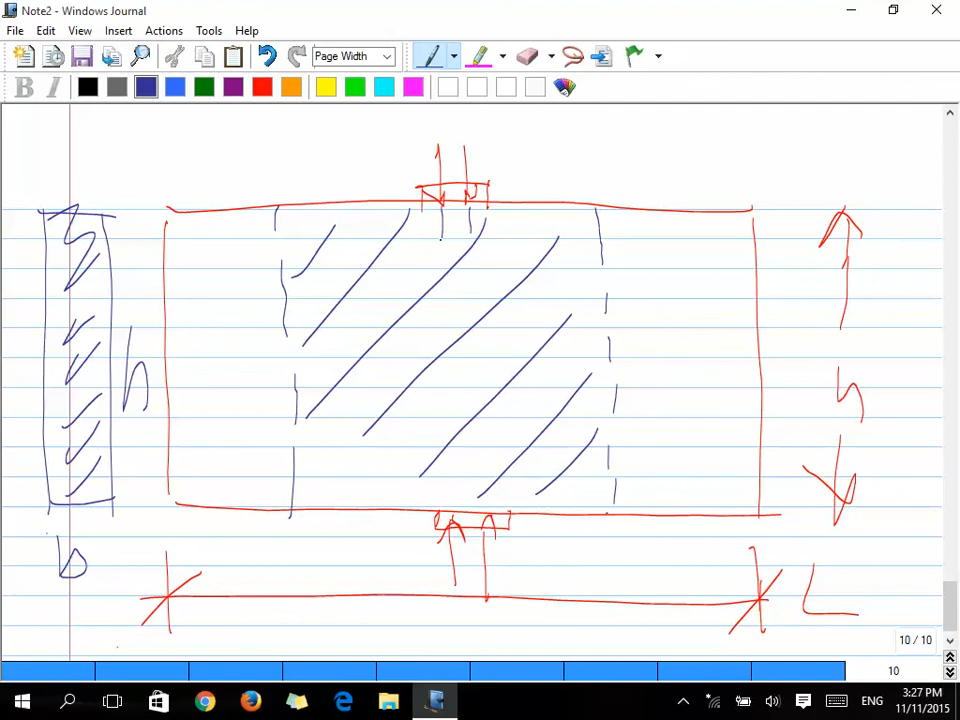 Note2 - Windows Journal
File Edit View Insert Actions Tools Help
Page Width
B I
h
h
b
L
10 / 10
10
ENG
3:27 PM
11/11/2015